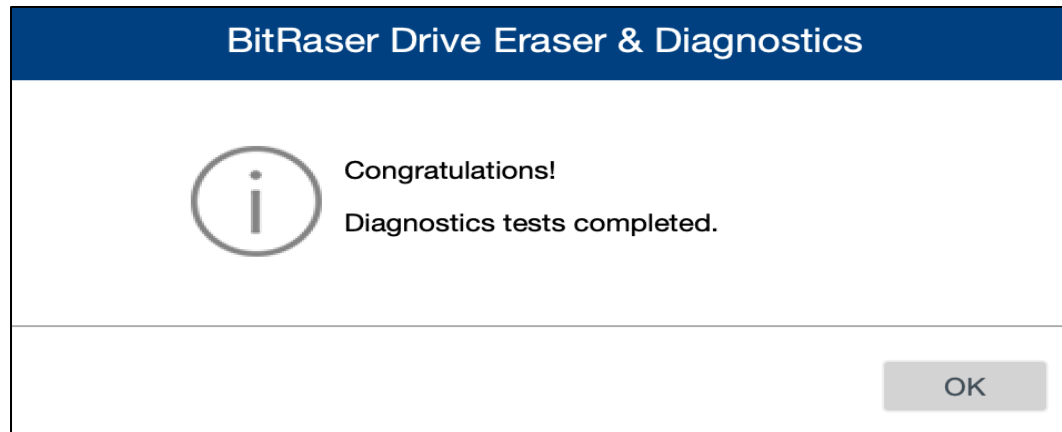 BitRaser Drive Eraser & Diagnostics
Congratulations!
Diagnostics tests completed.
OK